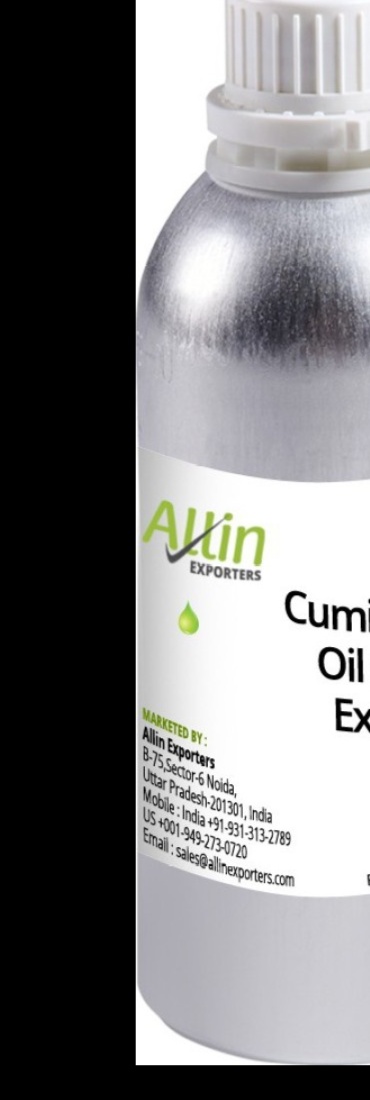 Allin
EXPORTERS
Cumi
Oil
Ex
MARKETED BY :
Allin Exporters
B-75,Sector-6 Noida,
Uttar Pradesh-201301, India
Mobile : India +91-931-313-2789
US +001-949-273-0720
Email : sales@allinexporters.com